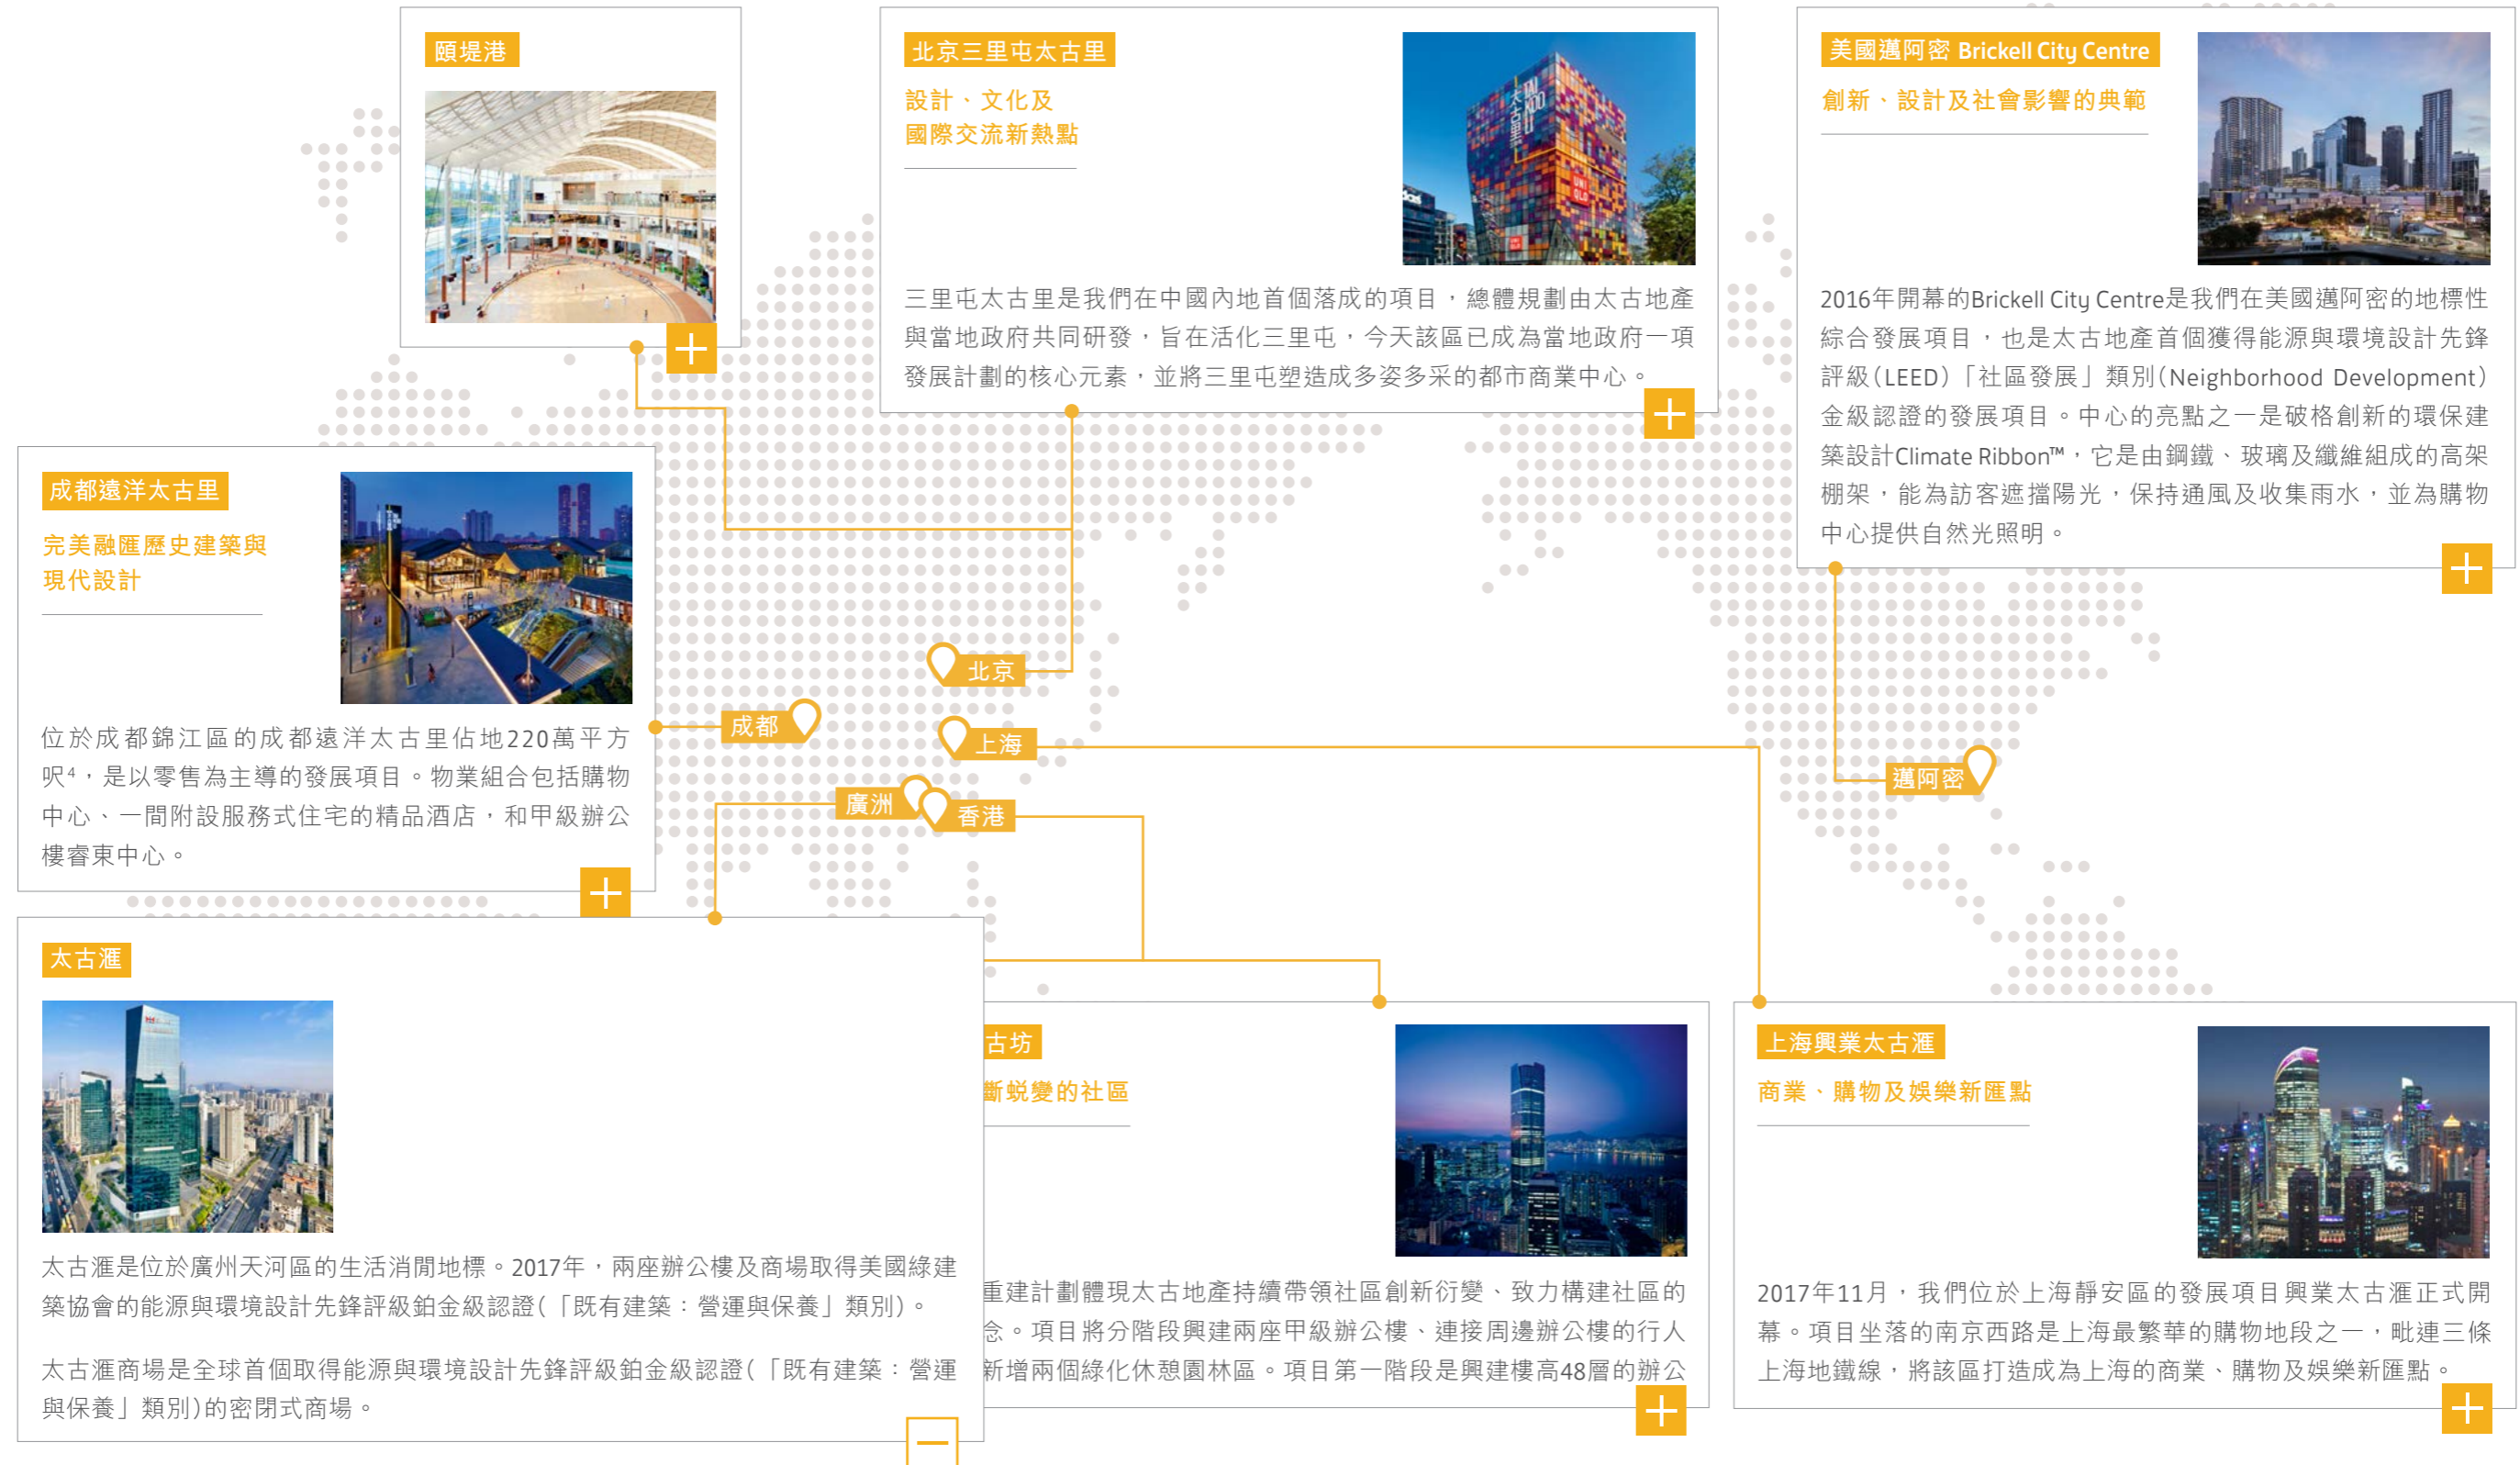 頤堤港
北京三里屯太古里
設計、文化及
國際交流新熱點
太古里
TAI KOO LI
UNIQLO
三里屯太古里是我們在中國內地首個落成的項目，總體規劃由太古地產
與當地政府共同研發，旨在活化三里屯，今天該區已成為當地政府一項
發展計劃的核心元素，並將三里屯塑造成多姿多采的都市商業中心。
美國邁阿密 Brickell City Centre
創新、設計及社會影響的典範
2016年開幕的Brickell City Centre是我們在美國邁阿密的地標性
綜合發展項目，也是太古地產首個獲得能源與環境設計先鋒
評級(LEED)「社區發展」類別(Neighborhood Development)
金級認證的發展項目。中心的亮點之一是破格創新的環保建
築設計Climate Ribbon™，它是由鋼鐵、玻璃及纖維組成的高架
棚架，能為訪客遮擋陽光，保持通風及收集雨水，並為購物
中心提供自然光照明。
成都遠洋太古里
完美融匯歷史建築與
現代設計
位於成都錦江區的成都遠洋太古里佔地220萬平方
呎⁴，是以零售為主導的發展項目。物業組合包括購物
中心、一間附設服務式住宅的精品酒店，和甲級辦公
樓睿東中心。
北京
成都
上海
廣洲
香港
邁阿密
太古滙
太古滙是位於廣州天河區的生活消閒地標。2017年，兩座辦公樓及商場取得美國綠建
築協會的能源與環境設計先鋒評級鉑金級認證(「既有建築：營運與保養」類別)。
太古滙商場是全球首個取得能源與環境設計先鋒評級鉑金級認證(「既有建築：營運
與保養」類別)的密閉式商場。
古坊
斷蛻變的社區
重建計劃體現太古地產持續帶領社區創新衍變、致力構建社區的
念。項目將分階段興建兩座甲級辦公樓、連接周邊辦公樓的行人
新增兩個綠化休憩園林區。項目第一階段是興建樓高48層的辦公
上海興業太古滙
商業、購物及娛樂新匯點
2017年11月，我們位於上海靜安區的發展項目興業太古滙正式開
幕。項目坐落的南京西路是上海最繁華的購物地段之一，毗連三條
上海地鐵線，將該區打造成為上海的商業、購物及娛樂新匯點。